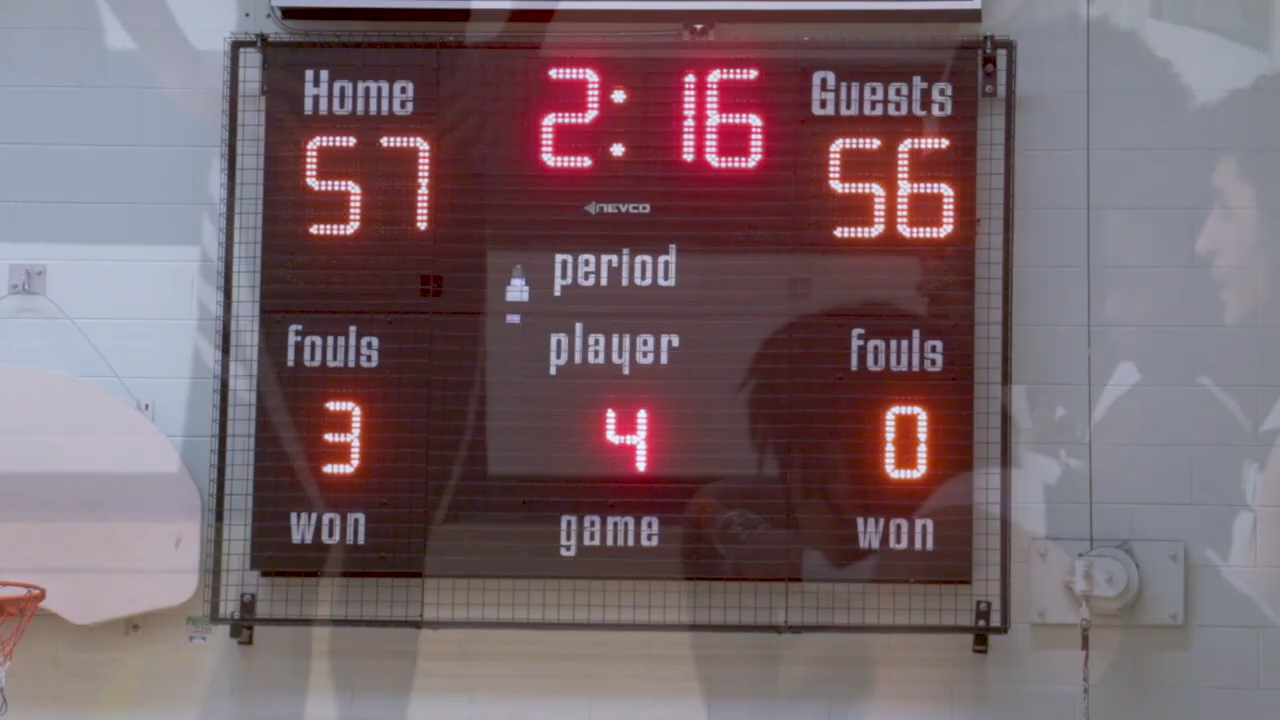 Home 2:16 Guests
57 56
NEVCO
period
fouls player fouls
3 4 0
won game won